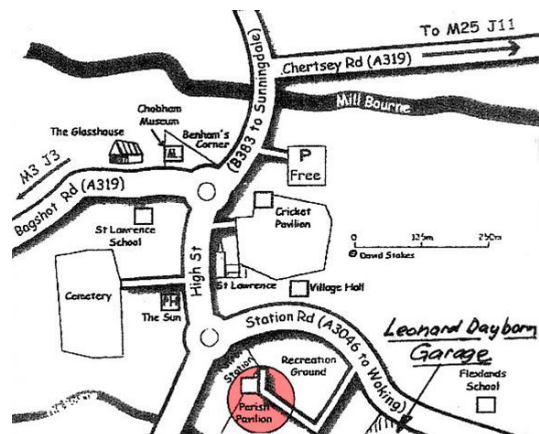 To M25 J11
Chertsey Rd (A319)
(B383 to Sunningdale)
Mill Bourne
Chobham
Museum
Benham's
Corner
The Glasshouse
M
P
Free
M3 J3
Bagshot Rd (A319)
St Lawrence
School
Cricket
Pavilion
0 125m 250m
© David Stokes
High St
St Lawrence
Village Hall
Cemetery
PH
The Sun
Station Rd (A3046 to Woking)
Leonard Dayborn
Garage
Recreation
Ground
Flexlands
School
Station
Parish
Pavilion